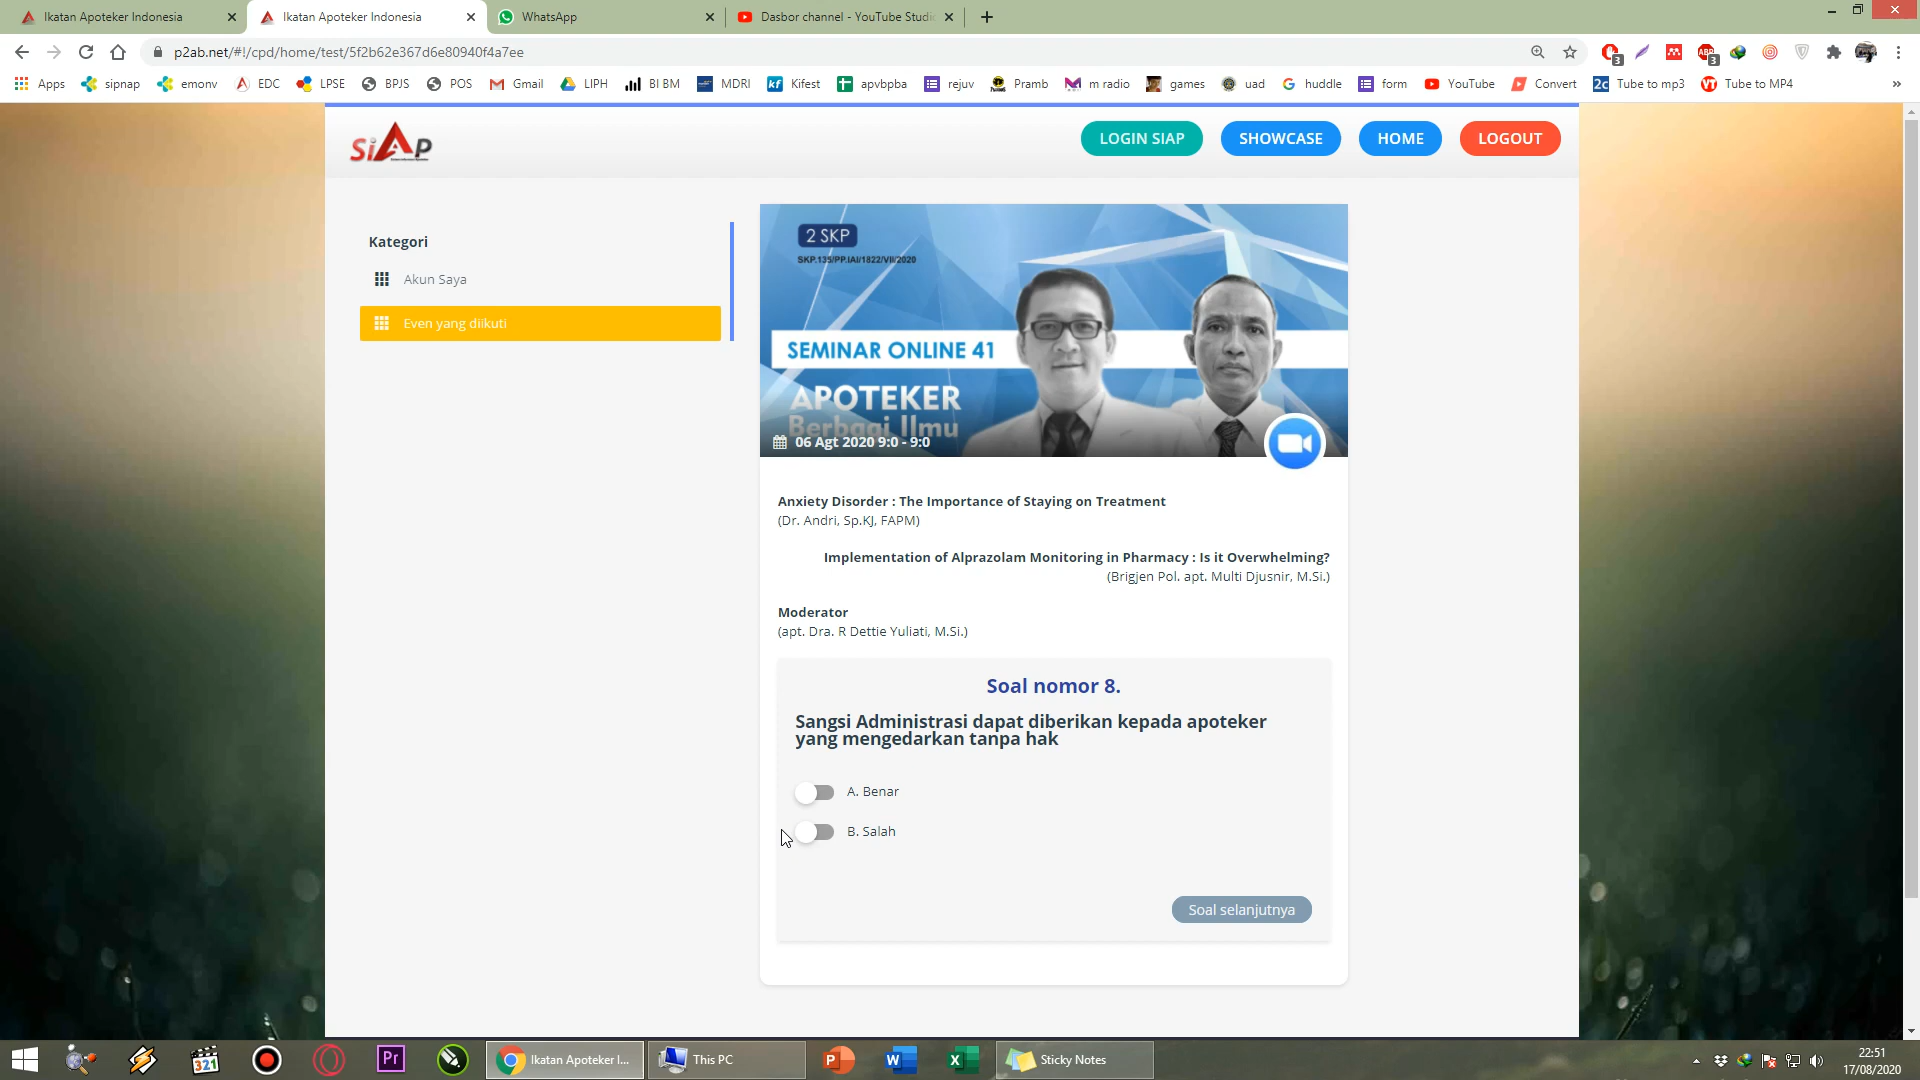 Ikatan Apoteker Indonesia
Ikatan Apoteker Indonesia
WhatsApp
Dasbor channel - YouTube Studi
p2ab.net/#!/cpd/home/test/5f2b62e367d6e80940f4a7ee
Apps sipnap emonv EDC LPSE BPJS POS Gmail LIPH BI BM MDRI Kifest apvbpba rejuv Pramb m radio games uad huddle form YouTube Convert Tube to mp3 Tube to MP4 »
SiAP
LOGIN SIAP SHOWCASE HOME LOGOUT
Kategori
Akun Saya
Even yang diikuti
2 SKP
SKP.135/PP.IAI/1822/VII/2020
SEMINAR ONLINE 41
APOTEKER
Berbagi Ilmu
06 Agt 2020 9:0 - 9:0
Anxiety Disorder : The Importance of Staying on Treatment
(Dr. Andri, Sp.KJ, FAPM)
Implementation of Alprazolam Monitoring in Pharmacy : Is it Overwhelming?
(Brigjen Pol. apt. Multi Djusnir, M.Si.)
Moderator
(apt. Dra. R Dettie Yuliati, M.Si.)
Soal nomor 8.
Sangsi Administrasi dapat diberikan kepada apoteker
yang mengedarkan tanpa hak
A. Benar
B. Salah
Soal selanjutnya
Ikatan Apoteker I...
This PC
Sticky Notes
22:51
17/08/2020